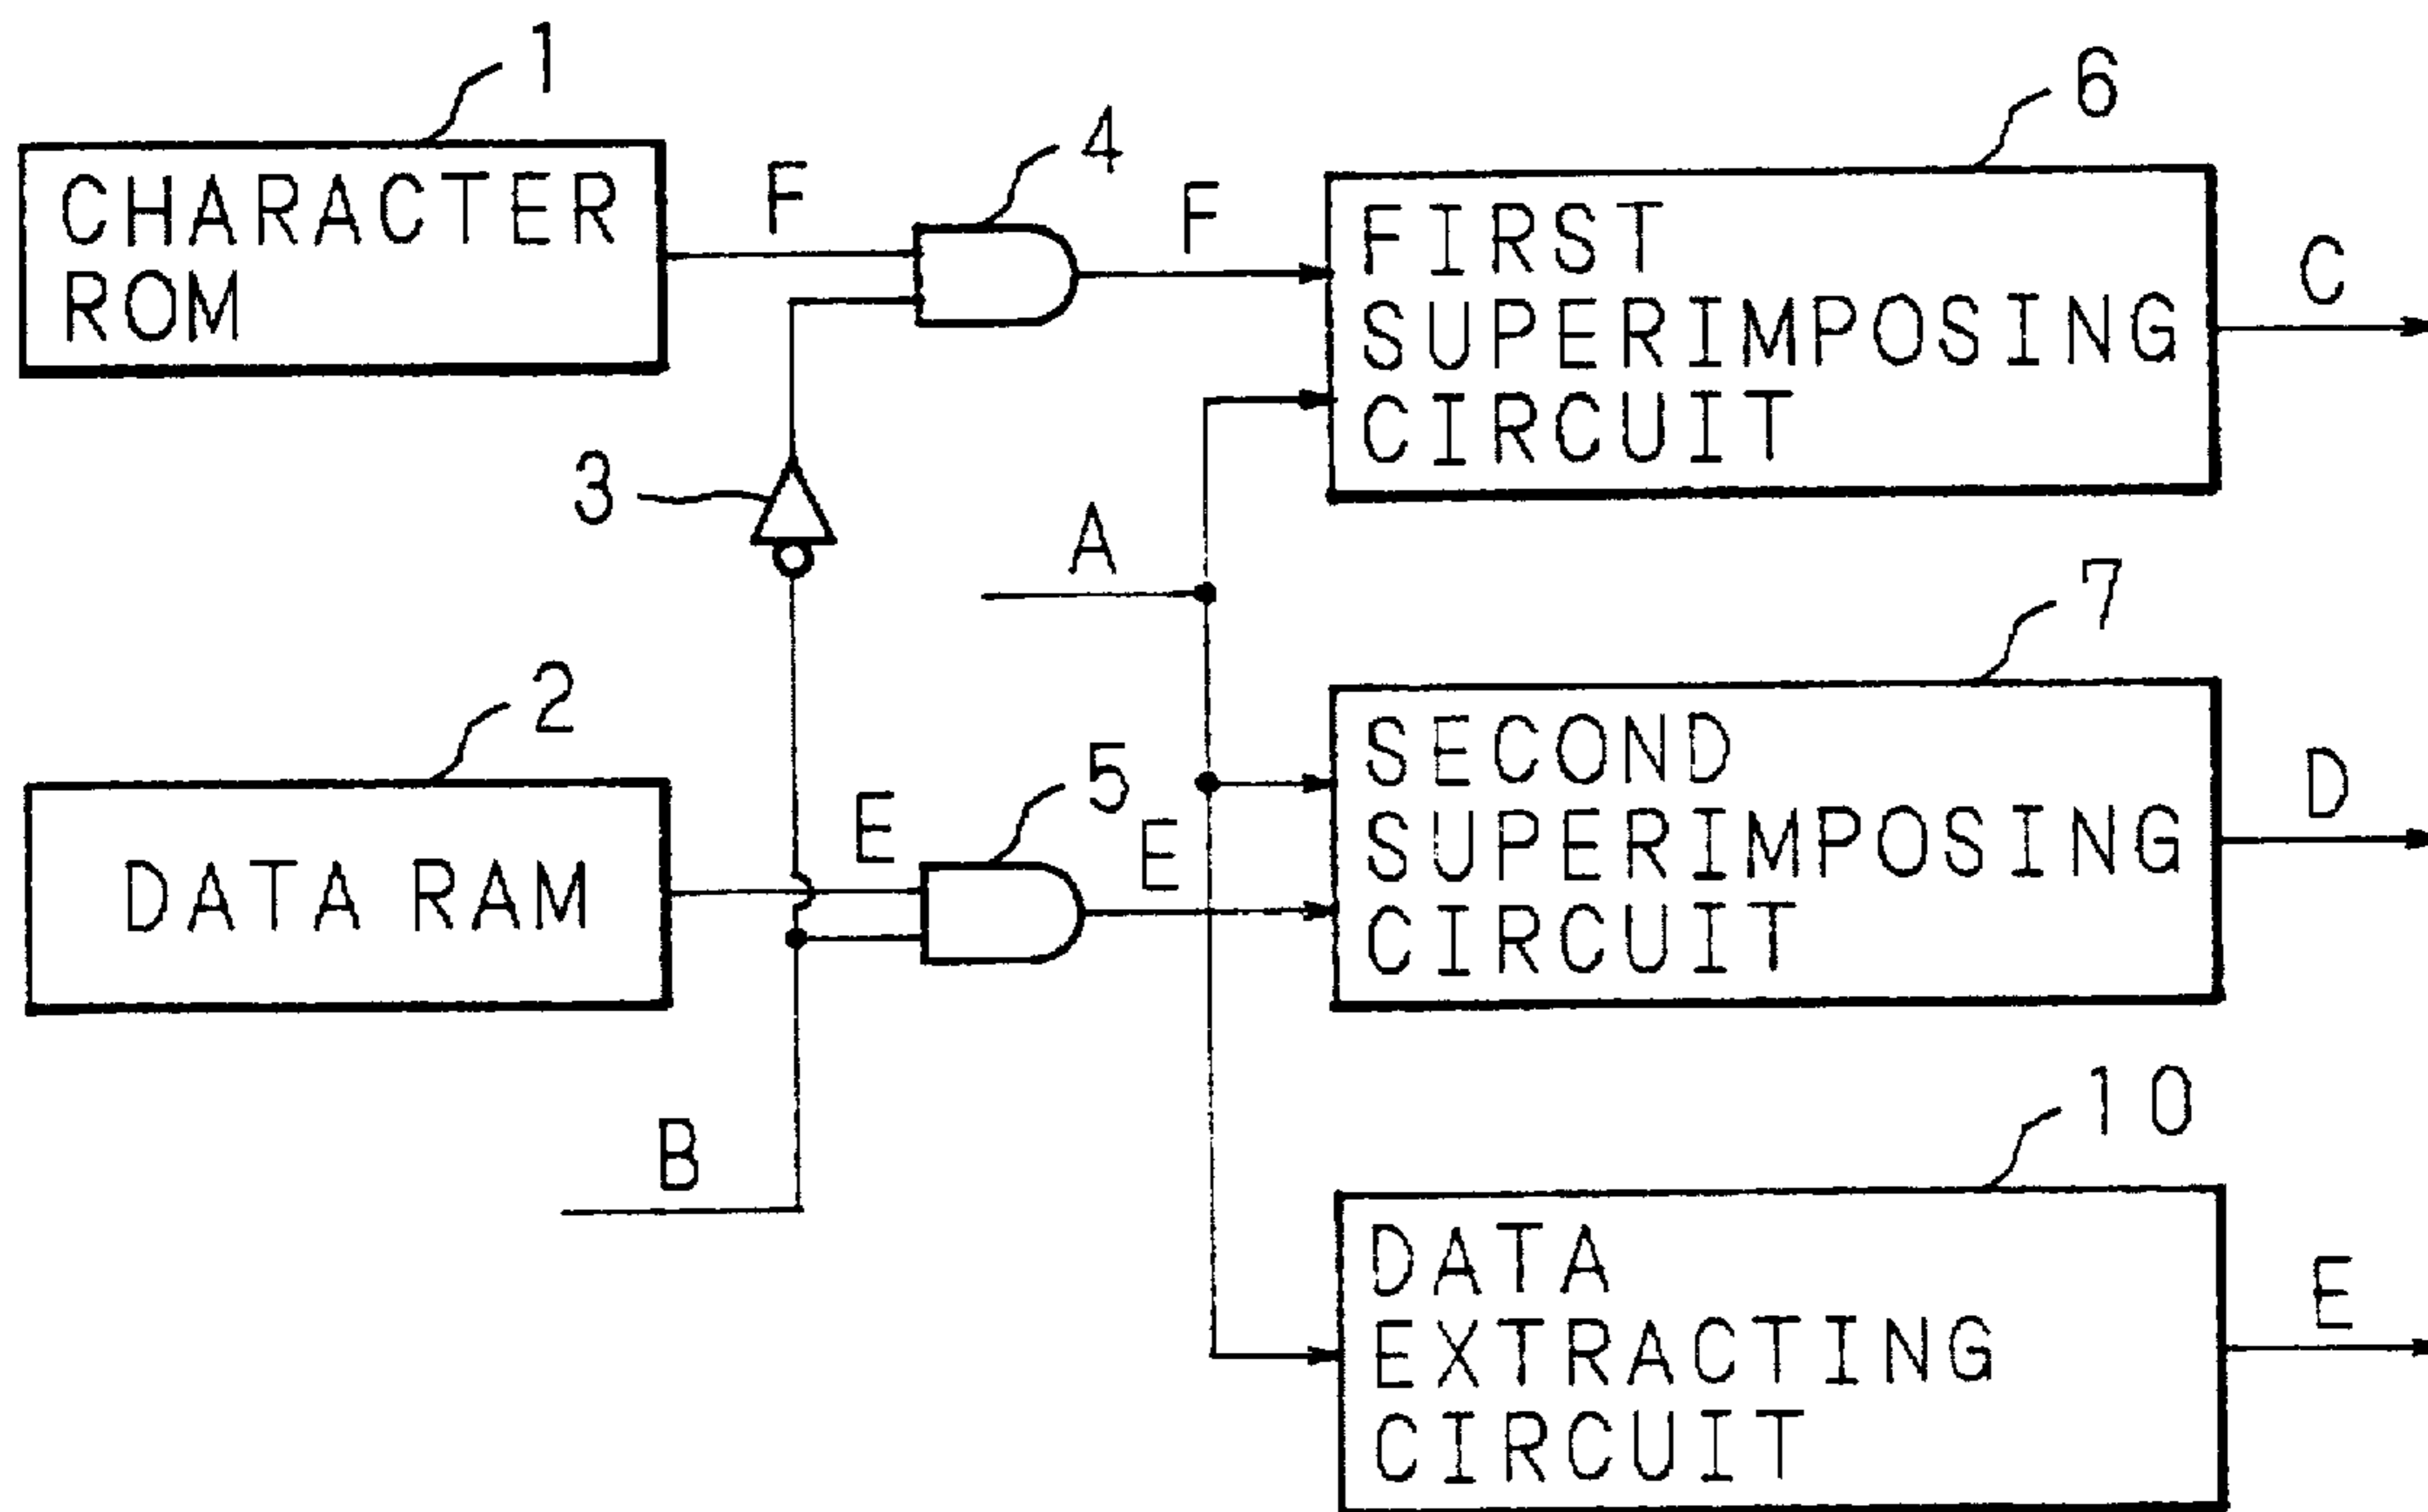 1
CHARACTER
ROM
F
4
F
6
FIRST
SUPERIMPOSING
CIRCUIT
C
3
A
2
DATA RAM
E
5
E
7
SECOND
SUPERIMPOSING
CIRCUIT
D
B
10
DATA
EXTRACTING
CIRCUIT
E